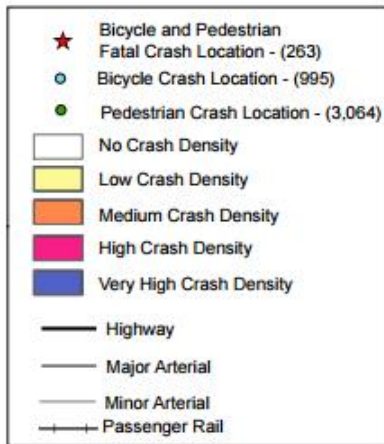 Bicycle and Pedestrian
Fatal Crash Location - (263)
Bicycle Crash Location - (995)
Pedestrian Crash Location - (3,064)
No Crash Density
Low Crash Density
Medium Crash Density
High Crash Density
Very High Crash Density
Highway
Major Arterial
Minor Arterial
Passenger Rail